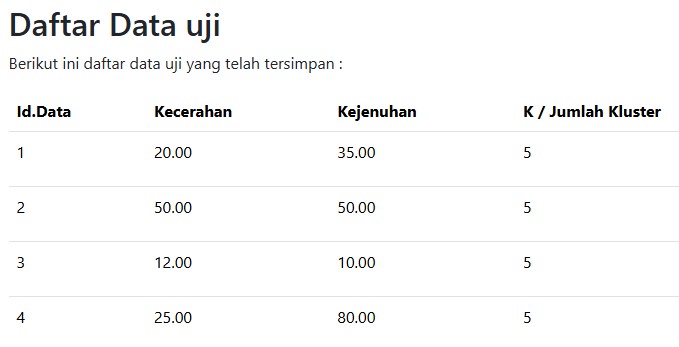 Daftar Data uji
Berikut ini daftar data uji yang telah tersimpan :
Id.Data Kecerahan Kejenuhan K / Jumlah Kluster
1 20.00 35.00 5
2 50.00 50.00 5
3 12.00 10.00 5
4 25.00 80.00 5